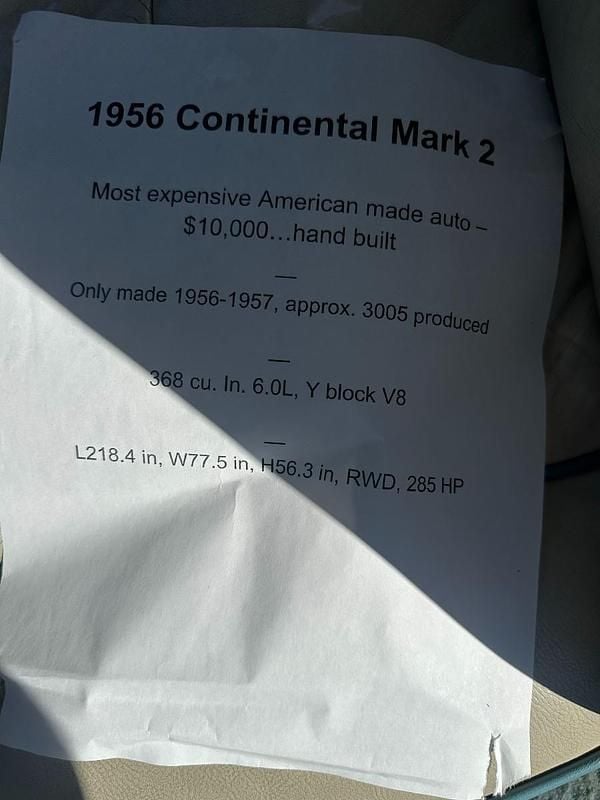 1956 Continental Mark 2
Most expensive American made auto –
$10,000…hand built
—
Only made 1956-1957, approx. 3005 produced
—
368 cu. In. 6.0L, Y block V8
—
L218.4 in, W77.5 in, H56.3 in, RWD, 285 HP